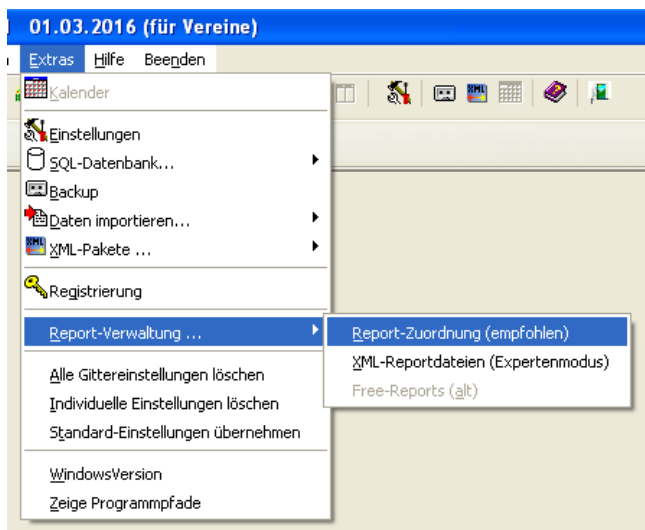 01.03.2016 (für Vereine)
Extras Hilfe Beenden
Kalender
Einstellungen
SQL-Datenbank...
Backup
Daten importieren...
XML-Pakete ...
Registrierung
Report-Verwaltung ...
Report-Zuordnung (empfohlen)
XML-Reportdateien (Expertenmodus)
Free-Reports (alt)
Alle Gittereinstellungen löschen
Individuelle Einstellungen löschen
Standard-Einstellungen übernehmen
WindowsVersion
Zeige Programmpfade